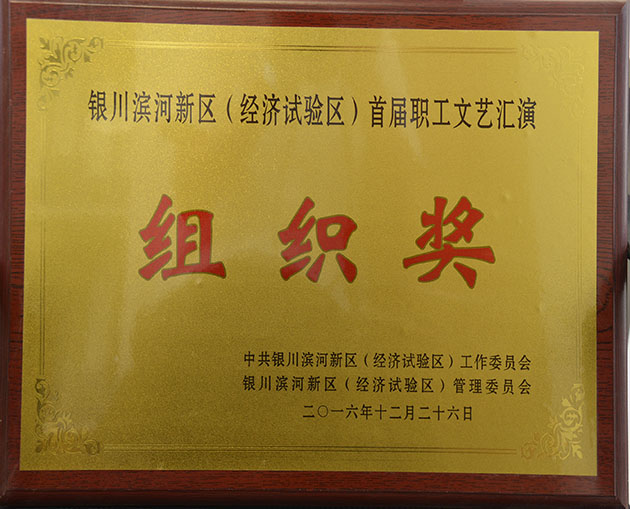 银川滨河新区（经济试验区）首届职工文艺汇演
组织奖
中共银川滨河新区（经济试验区）工作委员会
银川滨河新区（经济试验区）管理委员会
二〇一六年十二月二十六日